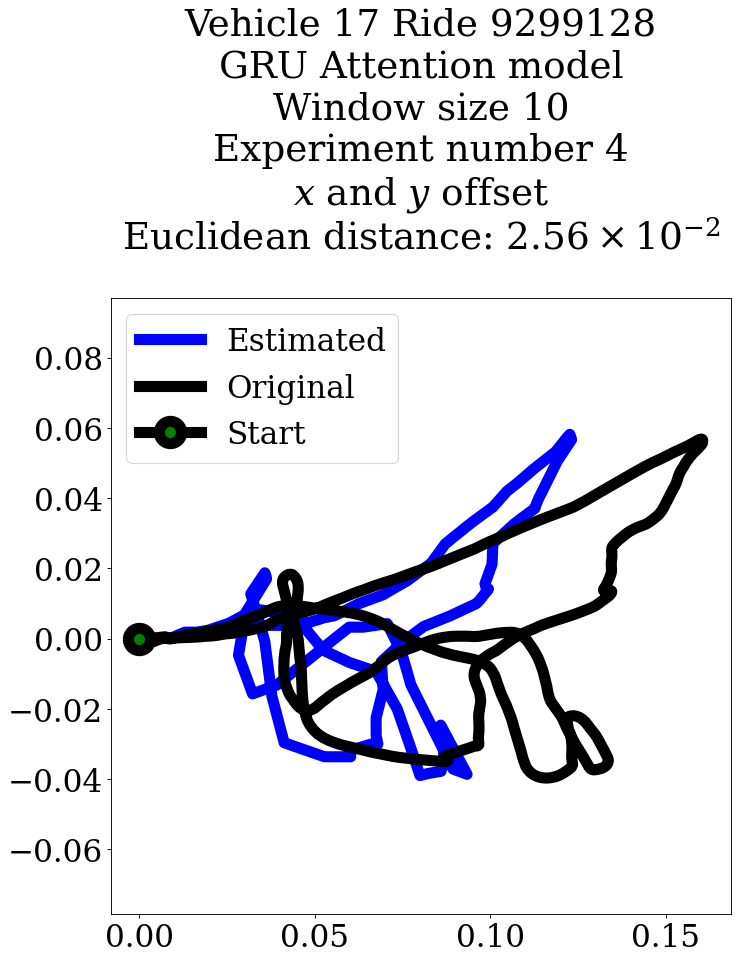 Vehicle 17 Ride 9299128
GRU Attention model
Window size 10
Experiment number 4
x and y offset
Euclidean distance: 2.56 × 10⁻²
Estimated
Original
Start
0.08
0.06
0.04
0.02
0.00
−0.02
−0.04
−0.06
0.00 0.05 0.10 0.15